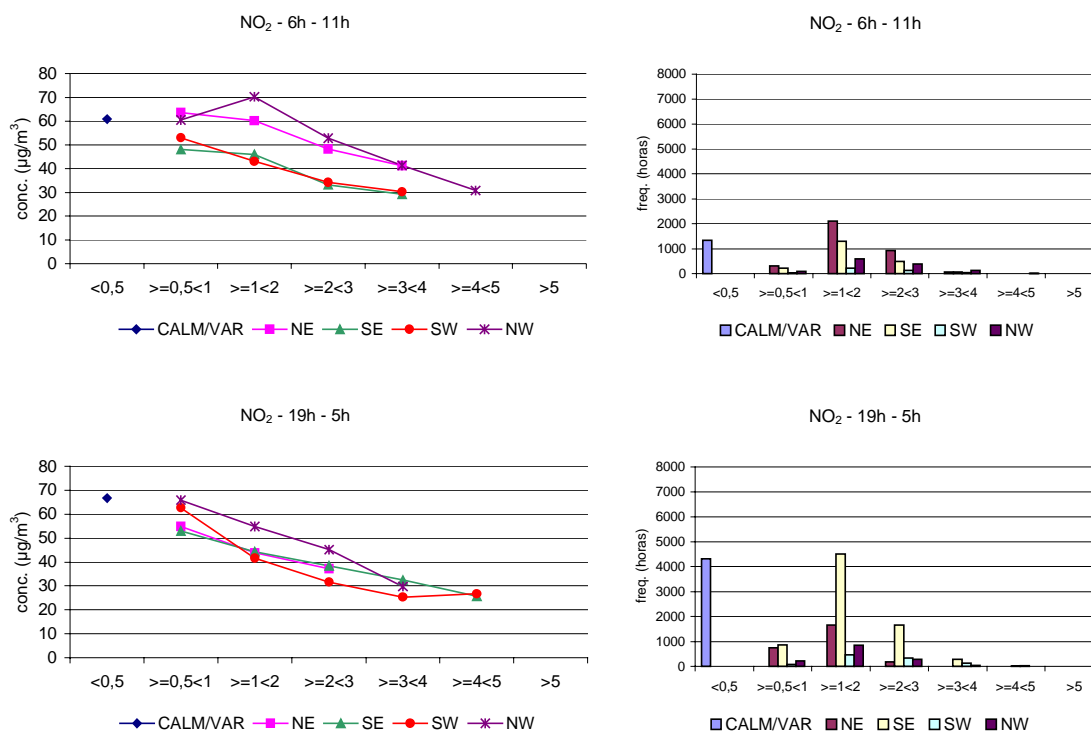 NO₂ - 6h - 11h
80
70
60
50
40
30
20
10
0
conc. (µg/m³)
<0,5 >=0,5<1 >=1<2 >=2<3 >=3<4 >=4<5 >5
CALM/VAR NE SE SW NW
NO₂ - 6h - 11h
8000
7000
6000
5000
4000
3000
2000
1000
0
freq. (horas)
<0,5 >=0,5<1 >=1<2 >=2<3 >=3<4 >=4<5 >5
CALM/VAR NE SE SW NW
NO₂ - 19h - 5h
80
70
60
50
40
30
20
10
0
conc. (µg/m³)
<0,5 >=0,5<1 >=1<2 >=2<3 >=3<4 >=4<5 >5
CALM/VAR NE SE SW NW
NO₂ - 19h - 5h
8000
7000
6000
5000
4000
3000
2000
1000
0
freq. (horas)
<0,5 >=0,5<1 >=1<2 >=2<3 >=3<4 >=4<5 >5
CALM/VAR NE SE SW NW